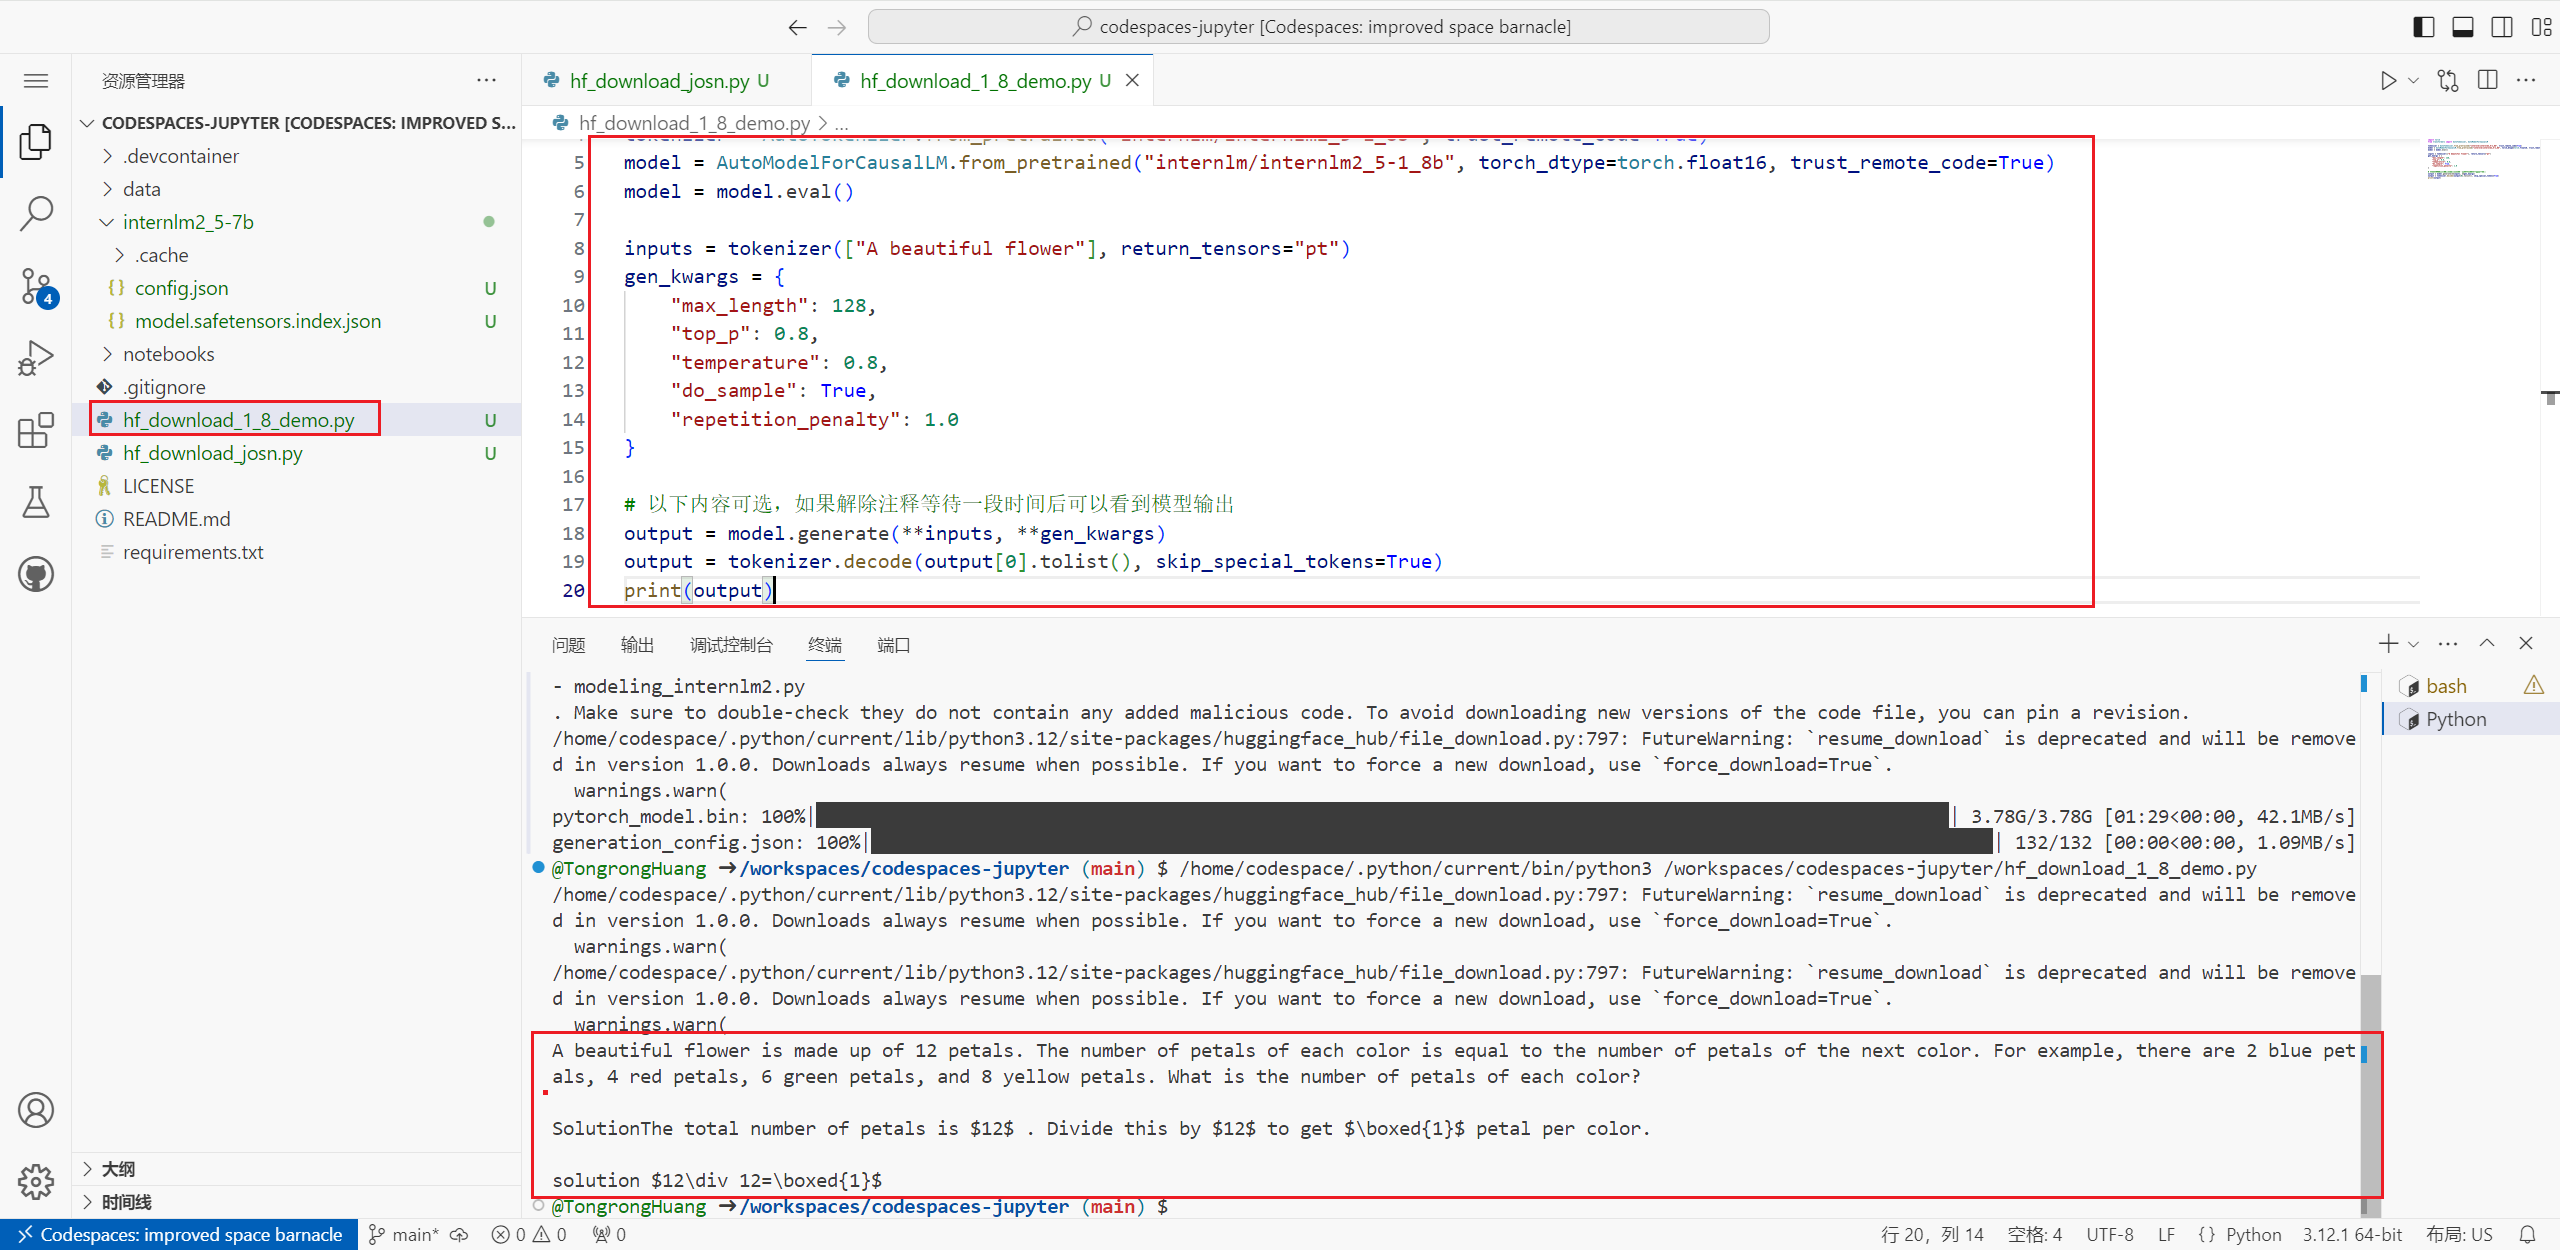 codespaces-jupyter [Codespaces: improved space barnacle]
资源管理器
CODESPACES-JUPYTER [CODESPACES: IMPROVED S...
.devcontainer
data
internlm2_5-7b
.cache
config.json U
model.safetensors.index.json U
notebooks
.gitignore
hf_download_1_8_demo.py U
hf_download_josn.py U
LICENSE
README.md
requirements.txt
大纲
时间线
4
hf_download_josn.py U
hf_download_1_8_demo.py U
hf_download_1_8_demo.py > ...
5 model = AutoModelForCausalLM.from_pretrained("internlm/internlm2_5-1_8b", torch_dtype=torch.float16, trust_remote_code=True)
6 model = model.eval()
7
8 inputs = tokenizer(["A beautiful flower"], return_tensors="pt")
9 gen_kwargs = {
10 "max_length": 128,
11 "top_p": 0.8,
12 "temperature": 0.8,
13 "do_sample": True,
14 "repetition_penalty": 1.0
15 }
16
17 # 以下内容可选，如果解除注释等待一段时间后可以看到模型输出
18 output = model.generate(**inputs, **gen_kwargs)
19 output = tokenizer.decode(output[0].tolist(), skip_special_tokens=True)
20 print(output)
问题 输出 调试控制台 终端 端口
bash
Python
- modeling_internlm2.py
. Make sure to double-check they do not contain any added malicious code. To avoid downloading new versions of the code file, you can pin a revision.
/home/codespace/.python/current/lib/python3.12/site-packages/huggingface_hub/file_download.py:797: FutureWarning: `resume_download` is deprecated and will be remove
d in version 1.0.0. Downloads always resume when possible. If you want to force a new download, use `force_download=True`.
warnings.warn(
pytorch_model.bin: 100%| | 3.78G/3.78G [01:29<00:00, 42.1MB/s]
generation_config.json: 100%| | 132/132 [00:00<00:00, 1.09MB/s]
@TongrongHuang ➜/workspaces/codespaces-jupyter (main) $ /home/codespace/.python/current/bin/python3 /workspaces/codespaces-jupyter/hf_download_1_8_demo.py
/home/codespace/.python/current/lib/python3.12/site-packages/huggingface_hub/file_download.py:797: FutureWarning: `resume_download` is deprecated and will be remove
d in version 1.0.0. Downloads always resume when possible. If you want to force a new download, use `force_download=True`.
warnings.warn(
/home/codespace/.python/current/lib/python3.12/site-packages/huggingface_hub/file_download.py:797: FutureWarning: `resume_download` is deprecated and will be remove
d in version 1.0.0. Downloads always resume when possible. If you want to force a new download, use `force_download=True`.
warnings.warn(
A beautiful flower is made up of 12 petals. The number of petals of each color is equal to the number of petals of the next color. For example, there are 2 blue pet
als, 4 red petals, 6 green petals, and 8 yellow petals. What is the number of petals of each color?
SolutionThe total number of petals is $12$ . Divide this by $12$ to get $\boxed{1}$ petal per color.
solution $12\div 12=\boxed{1}$
@TongrongHuang ➜/workspaces/codespaces-jupyter (main) $
Codespaces: improved space barnacle main* 0 0 0 行 20，列 14 空格: 4 UTF-8 LF {} Python 3.12.1 64-bit 布局: US